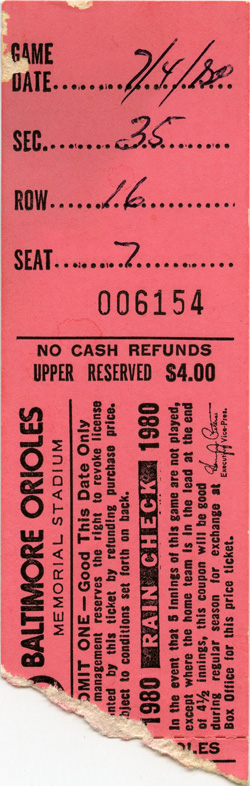 GAME
DATE 7/4/80
SEC. 35
ROW 16
SEAT 7
006154
NO CASH REFUNDS
UPPER RESERVED $4.00
BALTIMORE ORIOLES
MEMORIAL STADIUM
ADMIT ONE—Good This Date Only
management reserves the right to revoke license
nted by this ticket by refunding purchase price.
bject to conditions set forth on back.
1980 RAIN CHECK 1980
In the event that 5 innings of this game are not played,
except where the home team is in the lead at the end
of 4½ innings, this coupon will be good
during regular season for exchange at
Box Office for this price ticket.
Executive Vice President
OLES